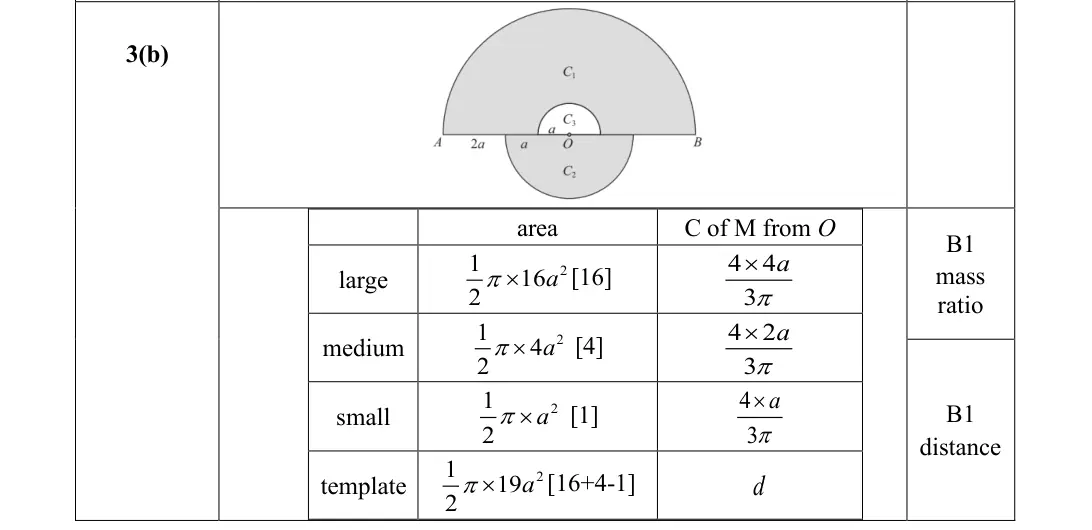 3(b)
C₁
C₃
a
A 2a a O B
C₂
area C of M from O
large 1/2 π × 16a² [16] 4 × 4a / 3π
medium 1/2 π × 4a² [4] 4 × 2a / 3π
small 1/2 π × a² [1] 4 × a / 3π
template 1/2 π × 19a² [16+4-1] d
B1
mass
ratio
B1
distance